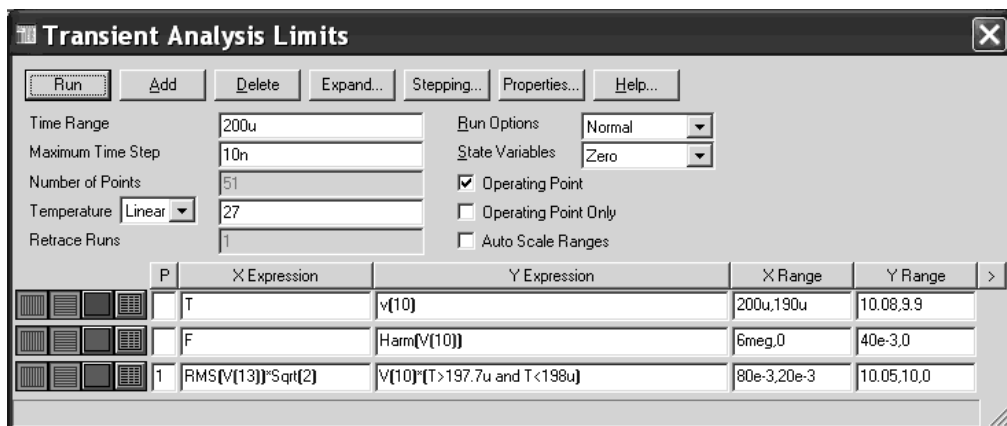 Transient Analysis Limits
Run Add Delete Expand... Stepping... Properties... Help...
Time Range 200u Run Options Normal
Maximum Time Step 10n State Variables Zero
Number of Points 51 Operating Point
Temperature Linear 27 Operating Point Only
Retrace Runs 1 Auto Scale Ranges
P X Expression Y Expression X Range Y Range >
T v(10) 200u,190u 10.08,9.9
F Harm(V(10)) 6meg,0 40e-3,0
1 RMS(V(13))*Sqrt(2) V(10)*(T>197.7u and T<198u) 80e-3,20e-3 10.05,10,0